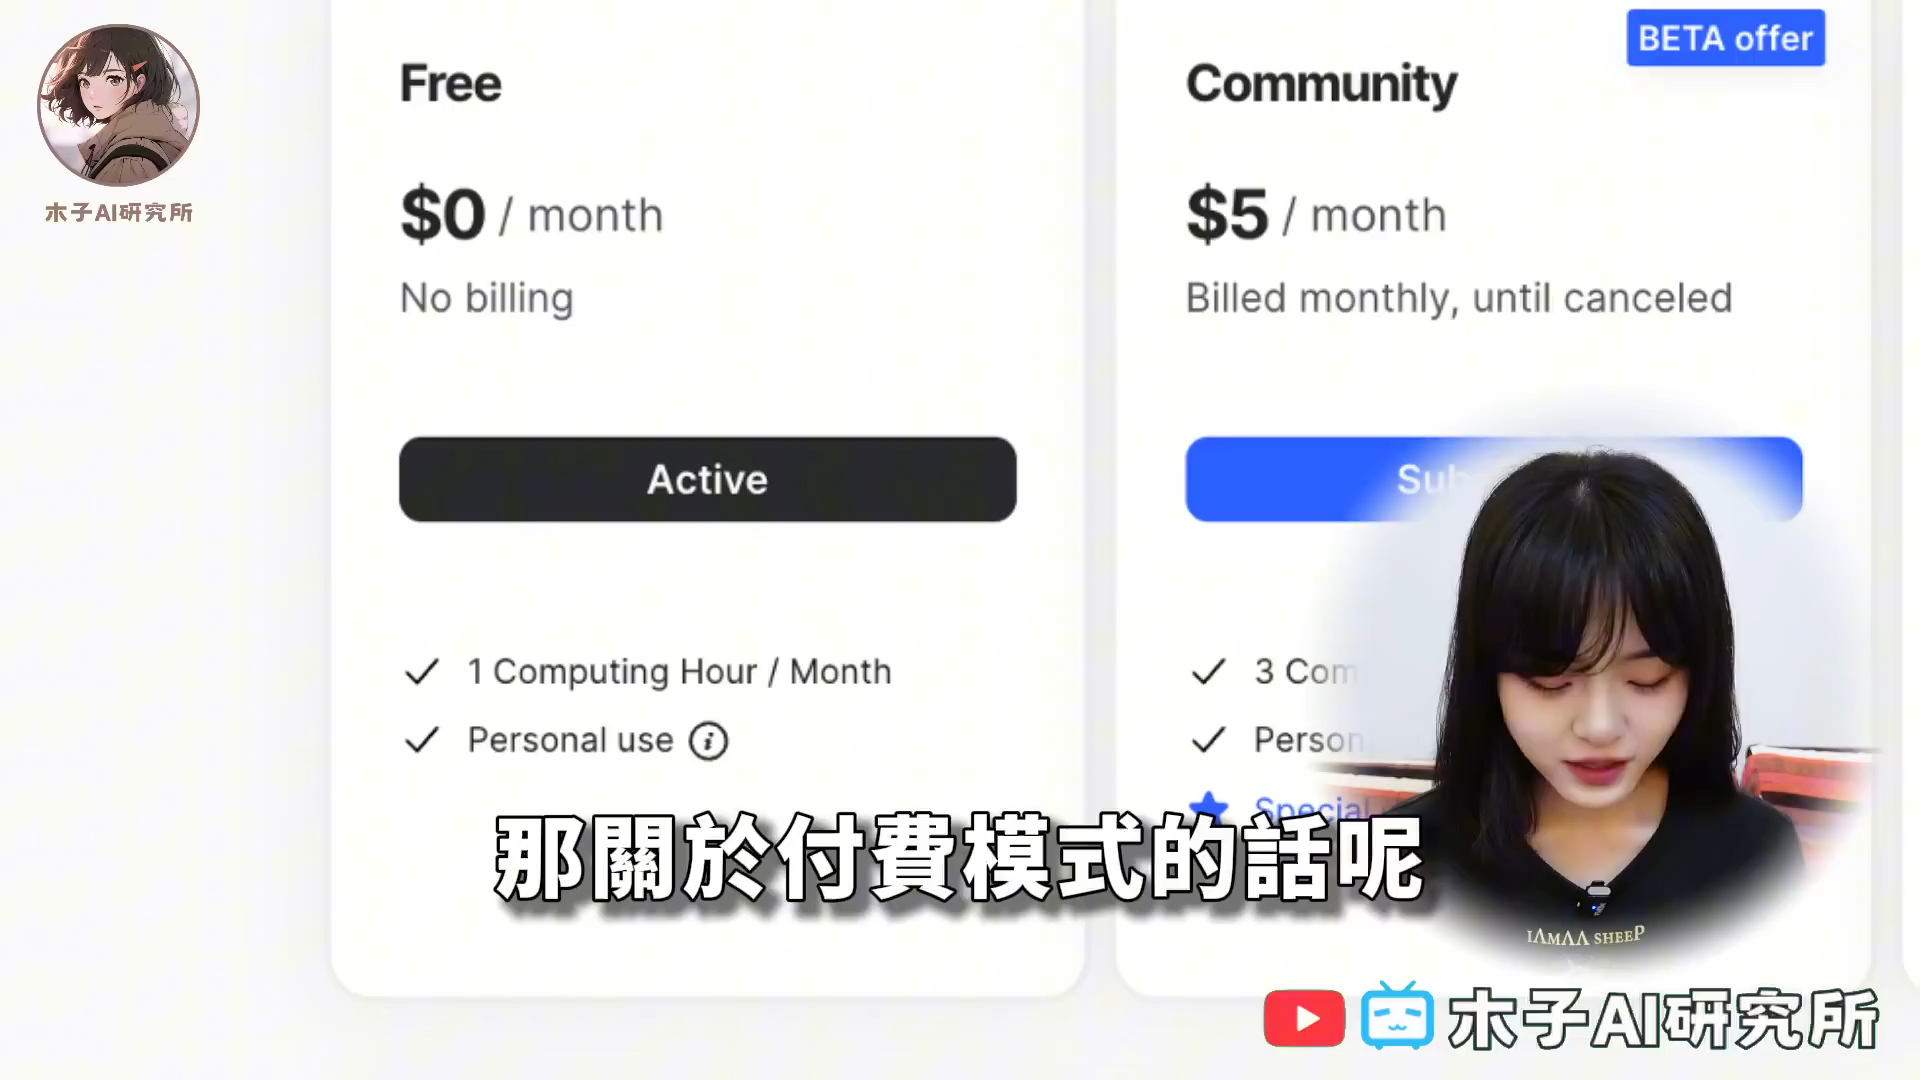 BETA offer
Free
Community
$0 / month
$5 / month
No billing
Billed monthly, until canceled
Active
1 Computing Hour / Month
3
Personal use
Special
那關於付費模式的話呢
IAMAA SHEEP
木子AI研究所
木子AI研究所